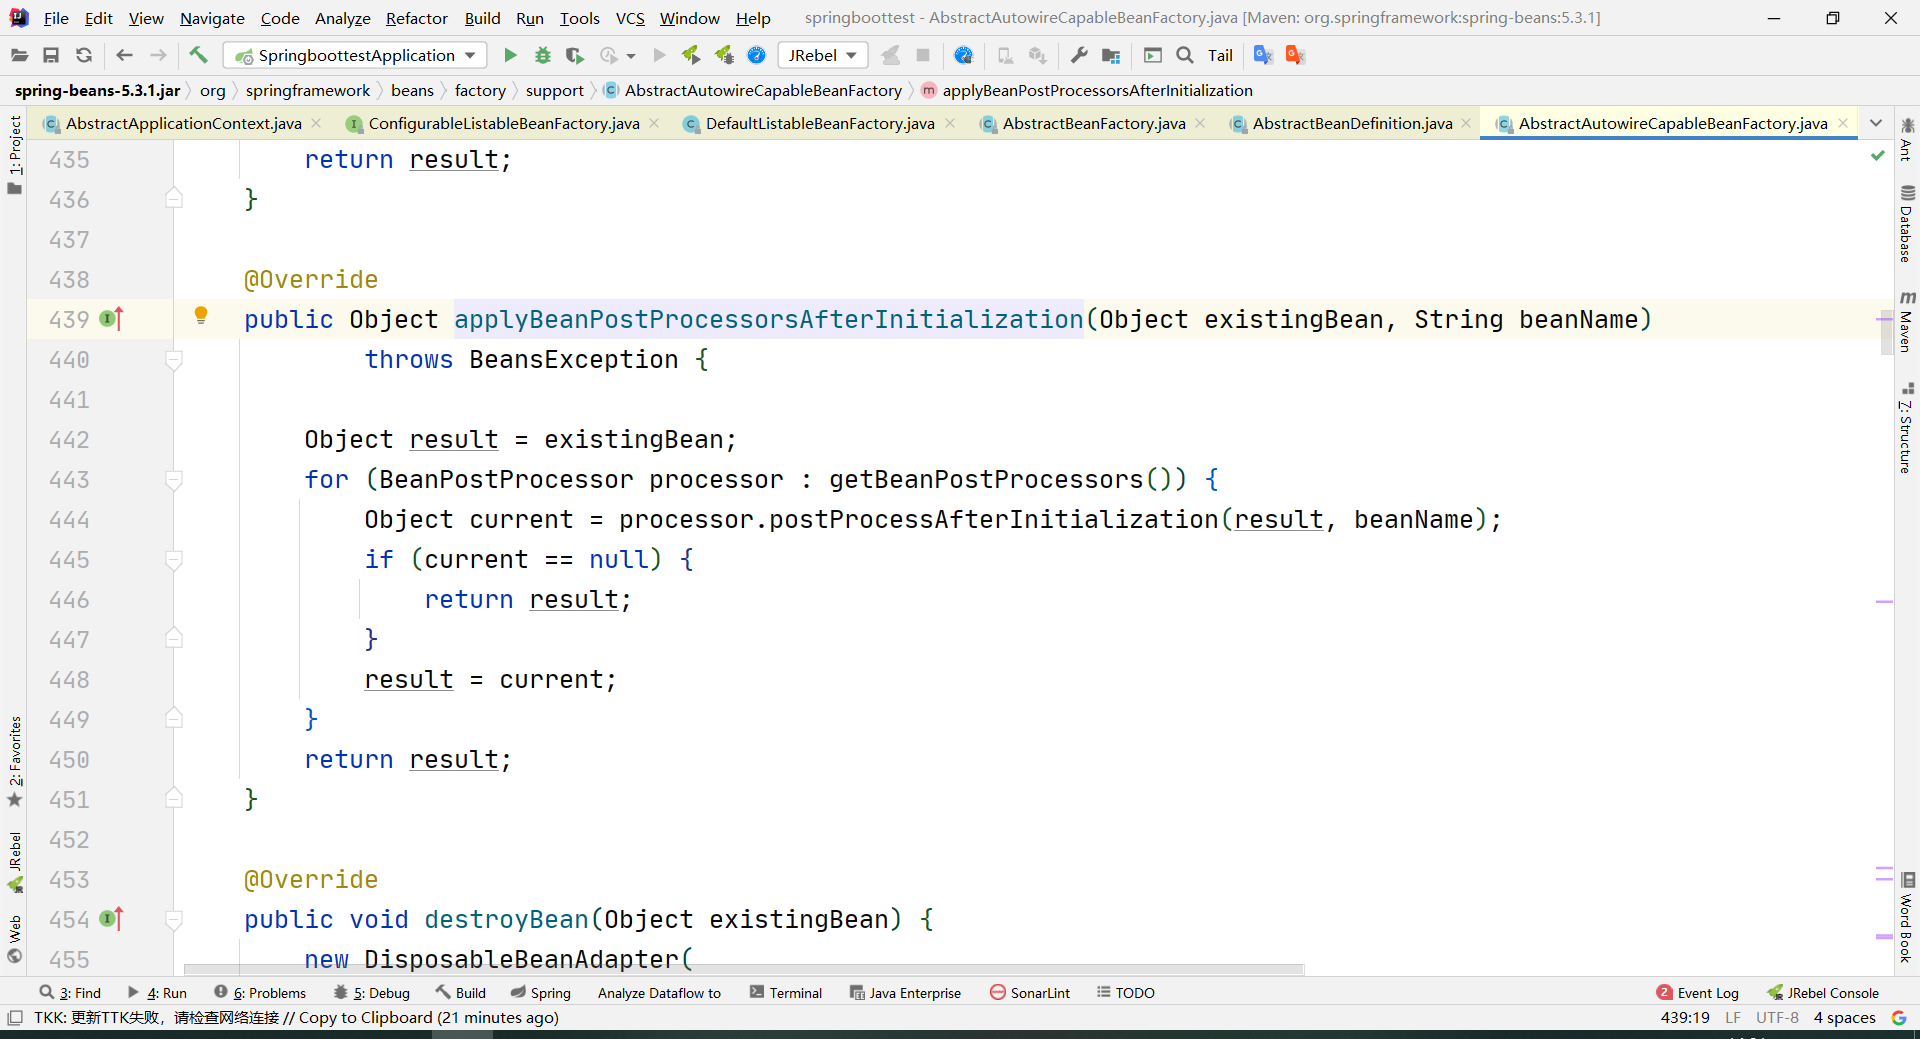 File Edit View Navigate Code Analyze Refactor Build Run Tools VCS Window Help springboottest - AbstractAutowireCapableBeanFactory.java [Maven: org.springframework:spring-beans:5.3.1]
SpringboottestApplication JRebel Tail
spring-beans-5.3.1.jar org springframework beans factory support AbstractAutowireCapableBeanFactory applyBeanPostProcessorsAfterInitialization
AbstractApplicationContext.java ConfigurableListableBeanFactory.java DefaultListableBeanFactory.java AbstractBeanFactory.java AbstractBeanDefinition.java AbstractAutowireCapableBeanFactory.java
1: Project
2: Favorites
JRebel
Web
435 return result;
436 }
437
438 @Override
439 public Object applyBeanPostProcessorsAfterInitialization(Object existingBean, String beanName)
440 throws BeansException {
441
442 Object result = existingBean;
443 for (BeanPostProcessor processor : getBeanPostProcessors()) {
444 Object current = processor.postProcessAfterInitialization(result, beanName);
445 if (current == null) {
446 return result;
447 }
448 result = current;
449 }
450 return result;
451 }
452
453 @Override
454 public void destroyBean(Object existingBean) {
455 new DisposableBeanAdapter(
Ant
Database
Maven
7: Structure
Word Book
3: Find 4: Run 6: Problems 5: Debug Build Spring Analyze Dataflow to Terminal Java Enterprise SonarLint TODO 2 Event Log JRebel Console
TKK: 更新TTK失败，请检查网络连接 // Copy to Clipboard (21 minutes ago) 439:19 LF UTF-8 4 spaces